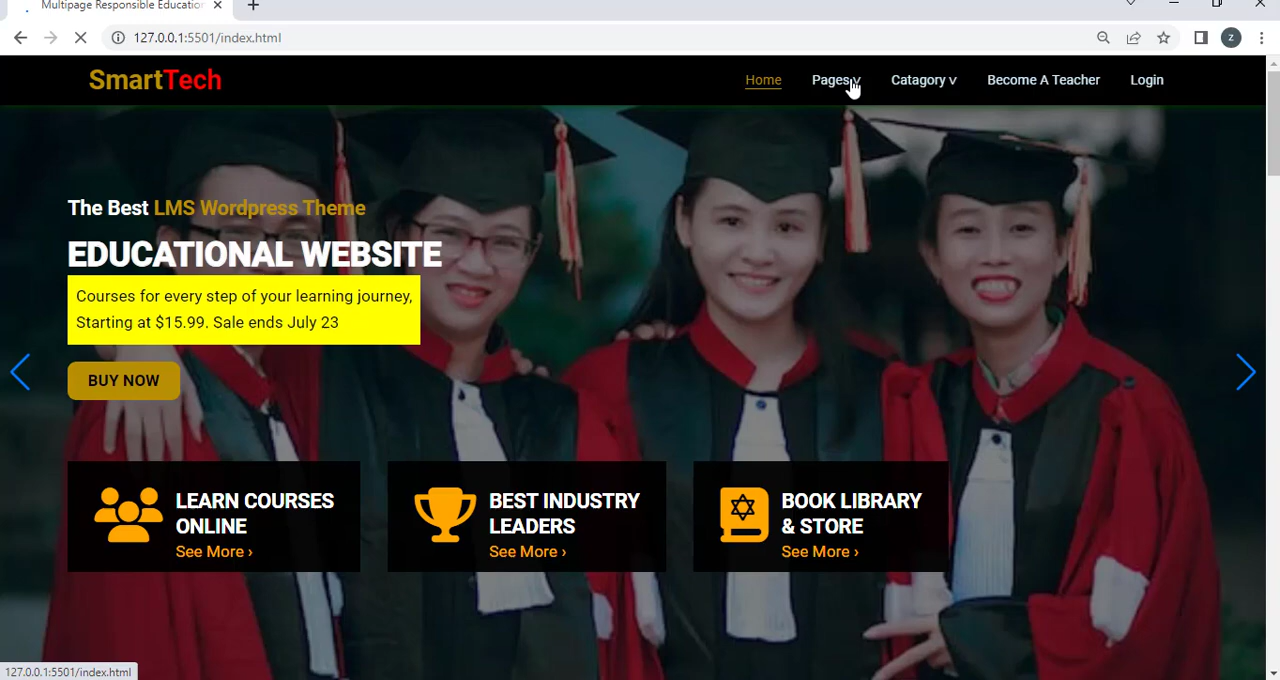 Multipage Responsible Educatio
127.0.0.1:5501/index.html
z
SmartTech
Home
Pages v
Catagory v
Become A Teacher
Login
The Best LMS Wordpress Theme
EDUCATIONAL WEBSITE
Courses for every step of your learning journey,
Starting at $15.99. Sale ends July 23
BUY NOW
LEARN COURSES
ONLINE
See More ›
BEST INDUSTRY
LEADERS
See More ›
BOOK LIBRARY
& STORE
See More ›
127.0.0.1:5501/index.html